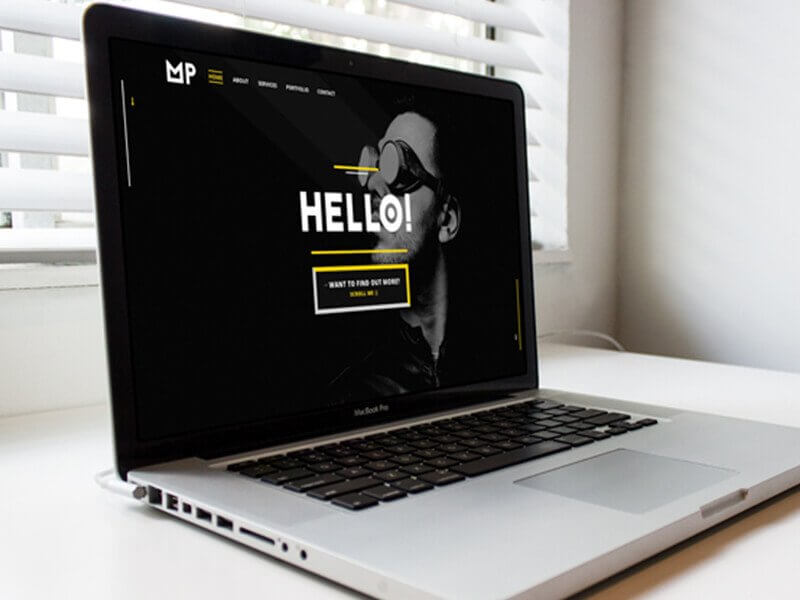 MP
HOME ABOUT SERVICES PORTFOLIO CONTACT
HELLO!
- WANT TO FIND OUT MORE?
SCROLL ME :)
MacBook Pro